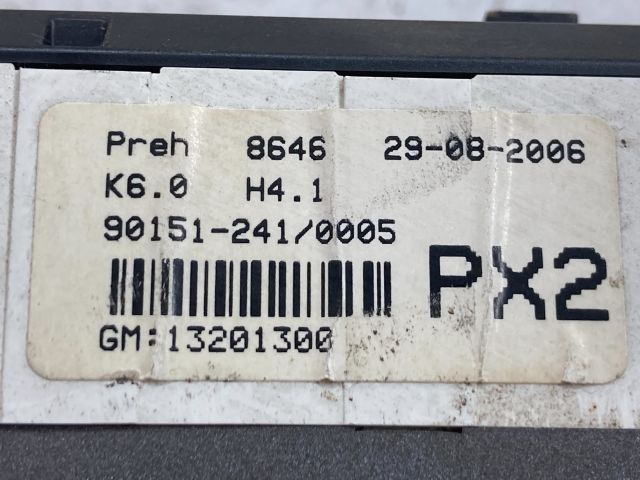 Preh 8646 29-08-2006
K6.0 H4.1
90151-241/0005
PX2
GM:13201300